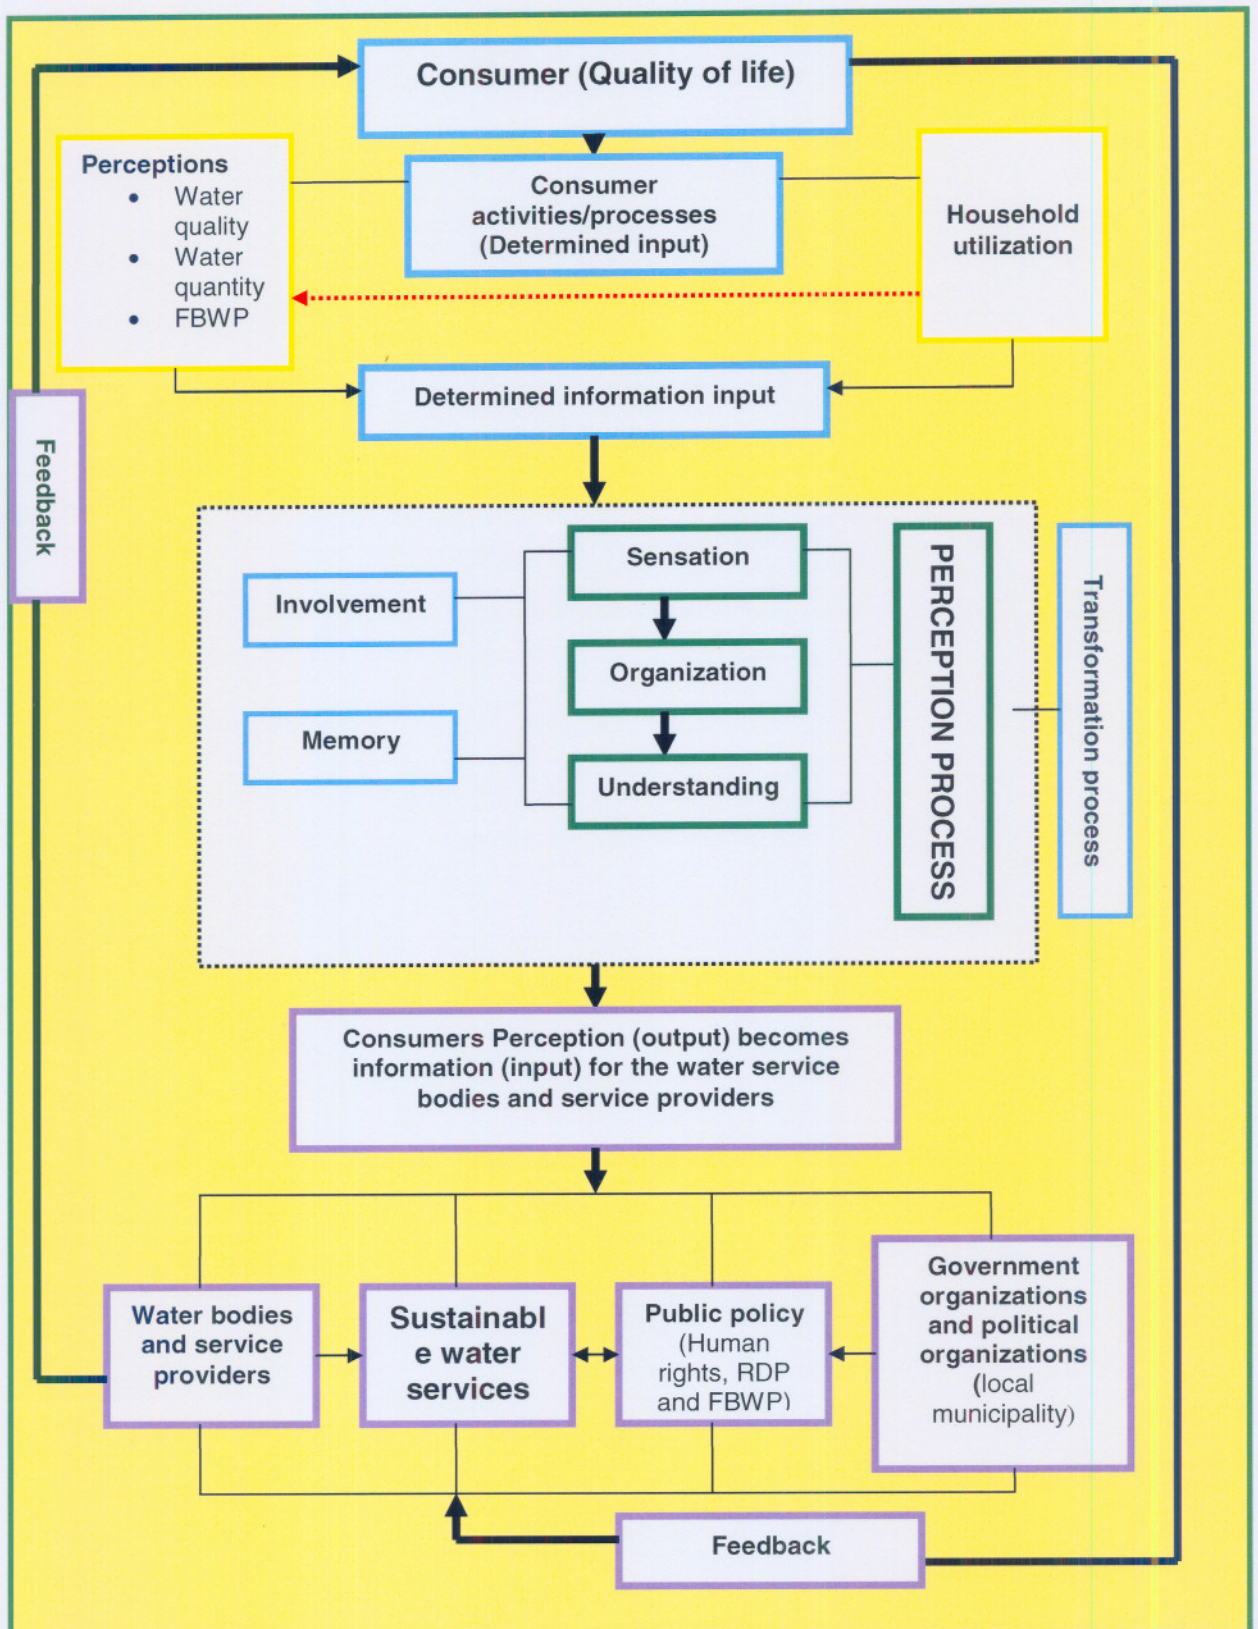 Consumer (Quality of life)
Perceptions
• Water
quality
• Water
quantity
• FBWP
Consumer
activities/processes
(Determined input)
Household
utilization
Determined information input
Feedback
Sensation
Involvement
Organization
Memory
Understanding
PERCEPTION PROCESS
Transformation process
Consumers Perception (output) becomes
information (input) for the water service
bodies and service providers
Water bodies
and service
providers
Sustainabl
e water
services
Public policy
(Human
rights, RDP
and FBWP)
Government
organizations
and political
organizations
(local
municipality)
Feedback